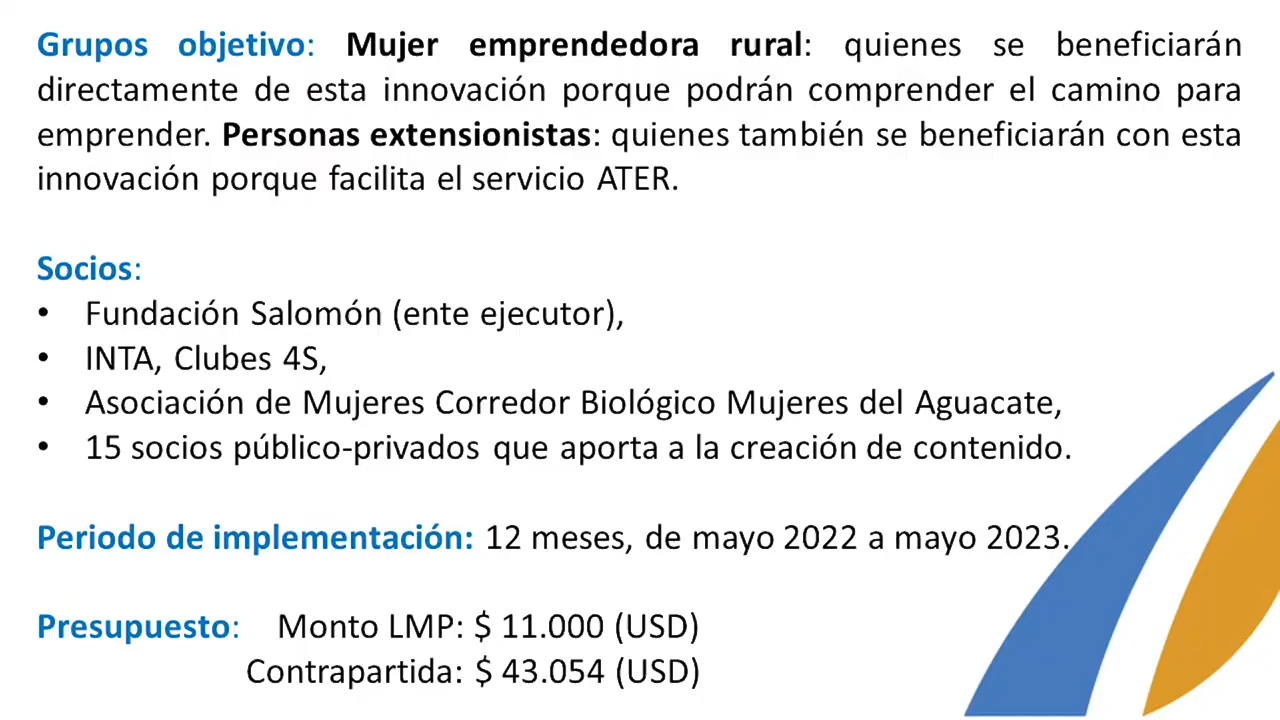 Grupos objetivo: Mujer emprendedora rural: quienes se beneficiarán
directamente de esta innovación porque podrán comprender el camino para
emprender. Personas extensionistas: quienes también se beneficiarán con esta
innovación porque facilita el servicio ATER.
Socios:
• Fundación Salomón (ente ejecutor),
• INTA, Clubes 4S,
• Asociación de Mujeres Corredor Biológico Mujeres del Aguacate,
• 15 socios público-privados que aporta a la creación de contenido.
Periodo de implementación: 12 meses, de mayo 2022 a mayo 2023.
Presupuesto: Monto LMP: $ 11.000 (USD)
Contrapartida: $ 43.054 (USD)